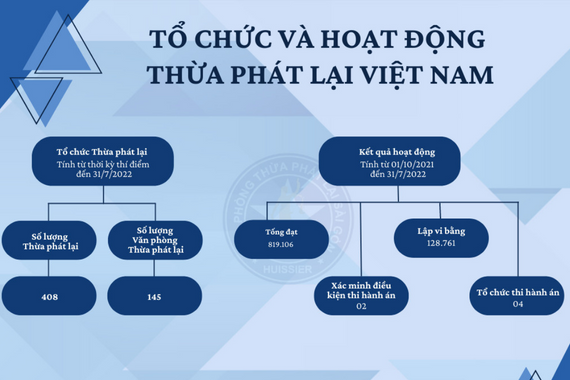 TỔ CHỨC VÀ HOẠT ĐỘNG
THỪA PHÁT LẠI VIỆT NAM
Tổ chức Thừa phát lại
Tính từ thời kỳ thí điểm
đến 31/7/2022
Số lượng
Thừa phát lại
408
Số lượng
Văn phòng
Thừa phát lại
145
Kết quả hoạt động
Tính từ 01/10/2021
đến 31/7/2022
Tống đạt
819.106
Xác minh điều
kiện thi hành án
02
Lập vi bằng
128.761
Tổ chức thi hành án
04
PHÒNG THỪA PHÁT LẠI SÀI GÒN
HUISSIER